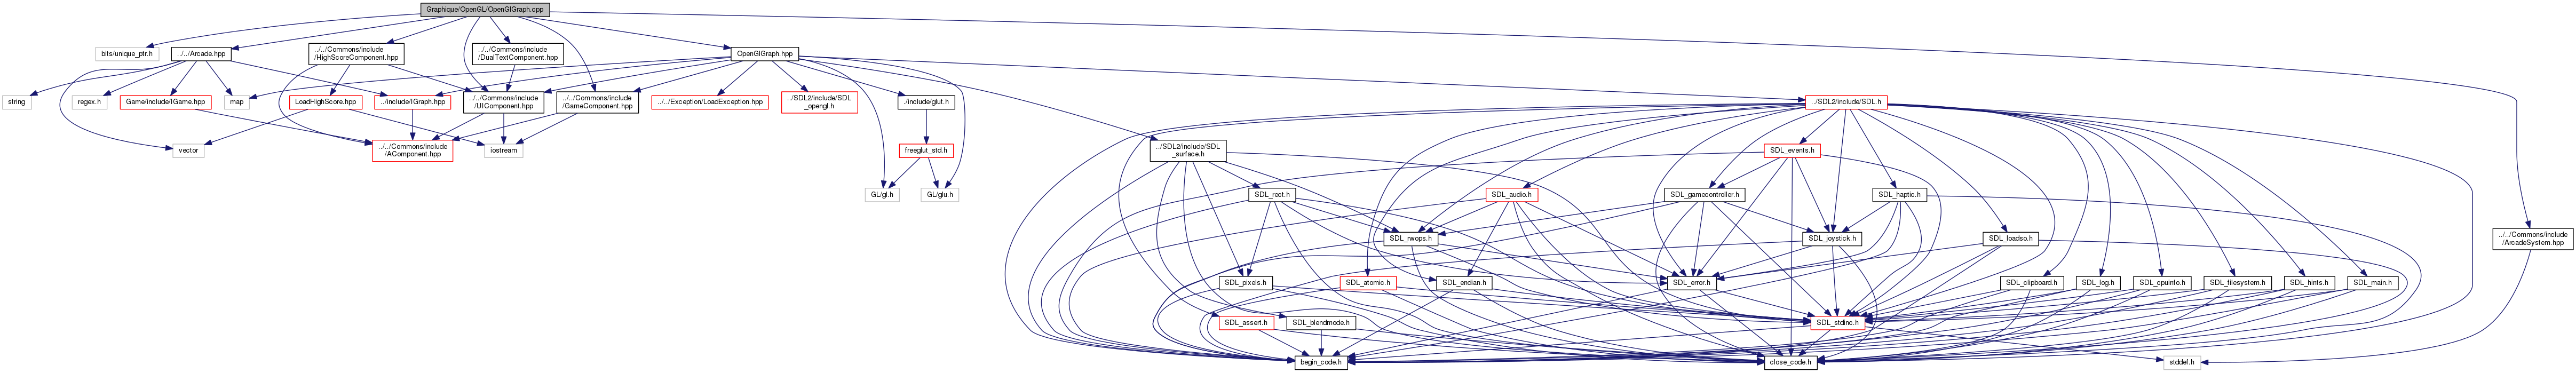 Graphique/OpenGL/OpenGlGraph.cpp
bits/unique_ptr.h
../../Arcade.hpp
../../Commons/include
/HighScoreComponent.hpp
../../Commons/include
/DualTextComponent.hpp
OpenGlGraph.hpp
string
regex.h
Game/include/IGame.hpp
map
LoadHighScore.hpp
../include/IGraph.hpp
../../Commons/include
/UIComponent.hpp
../../Commons/include
/GameComponent.hpp
../../Exception/LoadException.hpp
../SDL2/include/SDL
_opengl.h
./include/glut.h
../SDL2/include/SDL.h
vector
../../Commons/include
/AComponent.hpp
iostream
freeglut_std.h
../SDL2/include/SDL
_surface.h
SDL_events.h
GL/gl.h
GL/glu.h
SDL_rect.h
SDL_audio.h
SDL_gamecontroller.h
SDL_haptic.h
SDL_rwops.h
SDL_joystick.h
SDL_loadso.h
../../Commons/include
/ArcadeSystem.hpp
SDL_pixels.h
SDL_atomic.h
SDL_endian.h
SDL_error.h
SDL_clipboard.h
SDL_log.h
SDL_cpuinfo.h
SDL_filesystem.h
SDL_hints.h
SDL_main.h
SDL_assert.h
SDL_blendmode.h
SDL_stdinc.h
begin_code.h
close_code.h
stddef.h